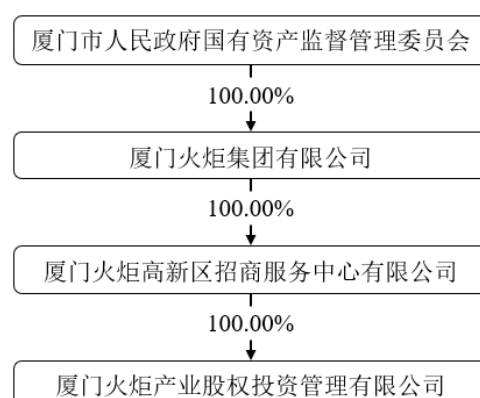 厦门市人民政府国有资产监督管理委员会
100.00%
厦门火炬集团有限公司
100.00%
厦门火炬高新区招商服务中心有限公司
100.00%
厦门火炬产业股权投资管理有限公司